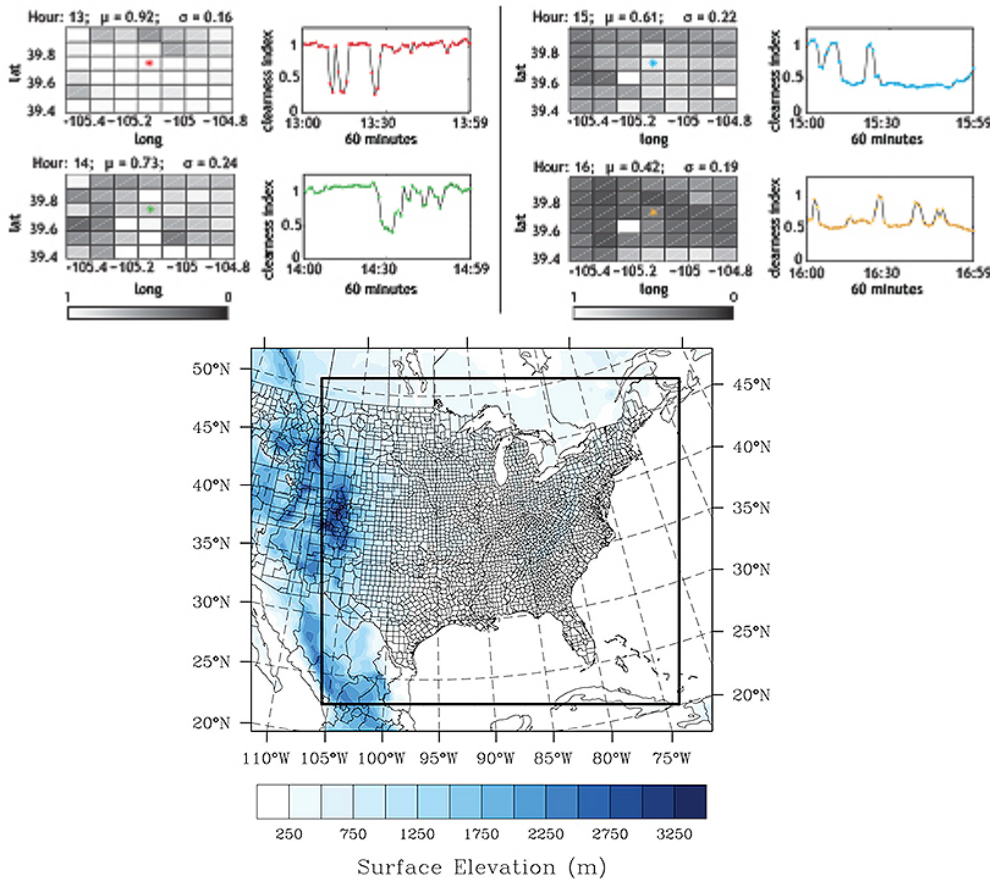 Hour: 13; μ = 0.92, σ = 0.16
lat
39.8
39.6
39.4
-105.4 -105.2 -105 -104.8
long
clearness index
1
0.5
0
13:00 13:30 13:59
60 minutes
Hour: 14; μ = 0.73, σ = 0.24
lat
39.8
39.6
39.4
-105.4 -105.2 -105 -104.8
long
1 0
clearness index
1
0.5
0
14:00 14:30 14:59
60 minutes
Hour: 15; μ = 0.61, σ = 0.22
39.8
39.6
39.4
-105.4 -105.2 -105 -104.8
long
clearness index
1
0.5
0
15:00 15:30 15:59
60 minutes
Hour: 16; μ = 0.42, σ = 0.19
39.8
39.6
39.4
-105.4 -105.2 -105 -104.8
long
1 0
clearness index
1
0.5
0
16:00 16:30 16:59
60 minutes
50°N
45°N
40°N
35°N
30°N
25°N
20°N
45°N
40°N
35°N
30°N
25°N
20°N
110°W 105°W 100°W 95°W 90°W 85°W 80°W 75°W
250 750 1250 1750 2250 2750 3250
Surface Elevation (m)